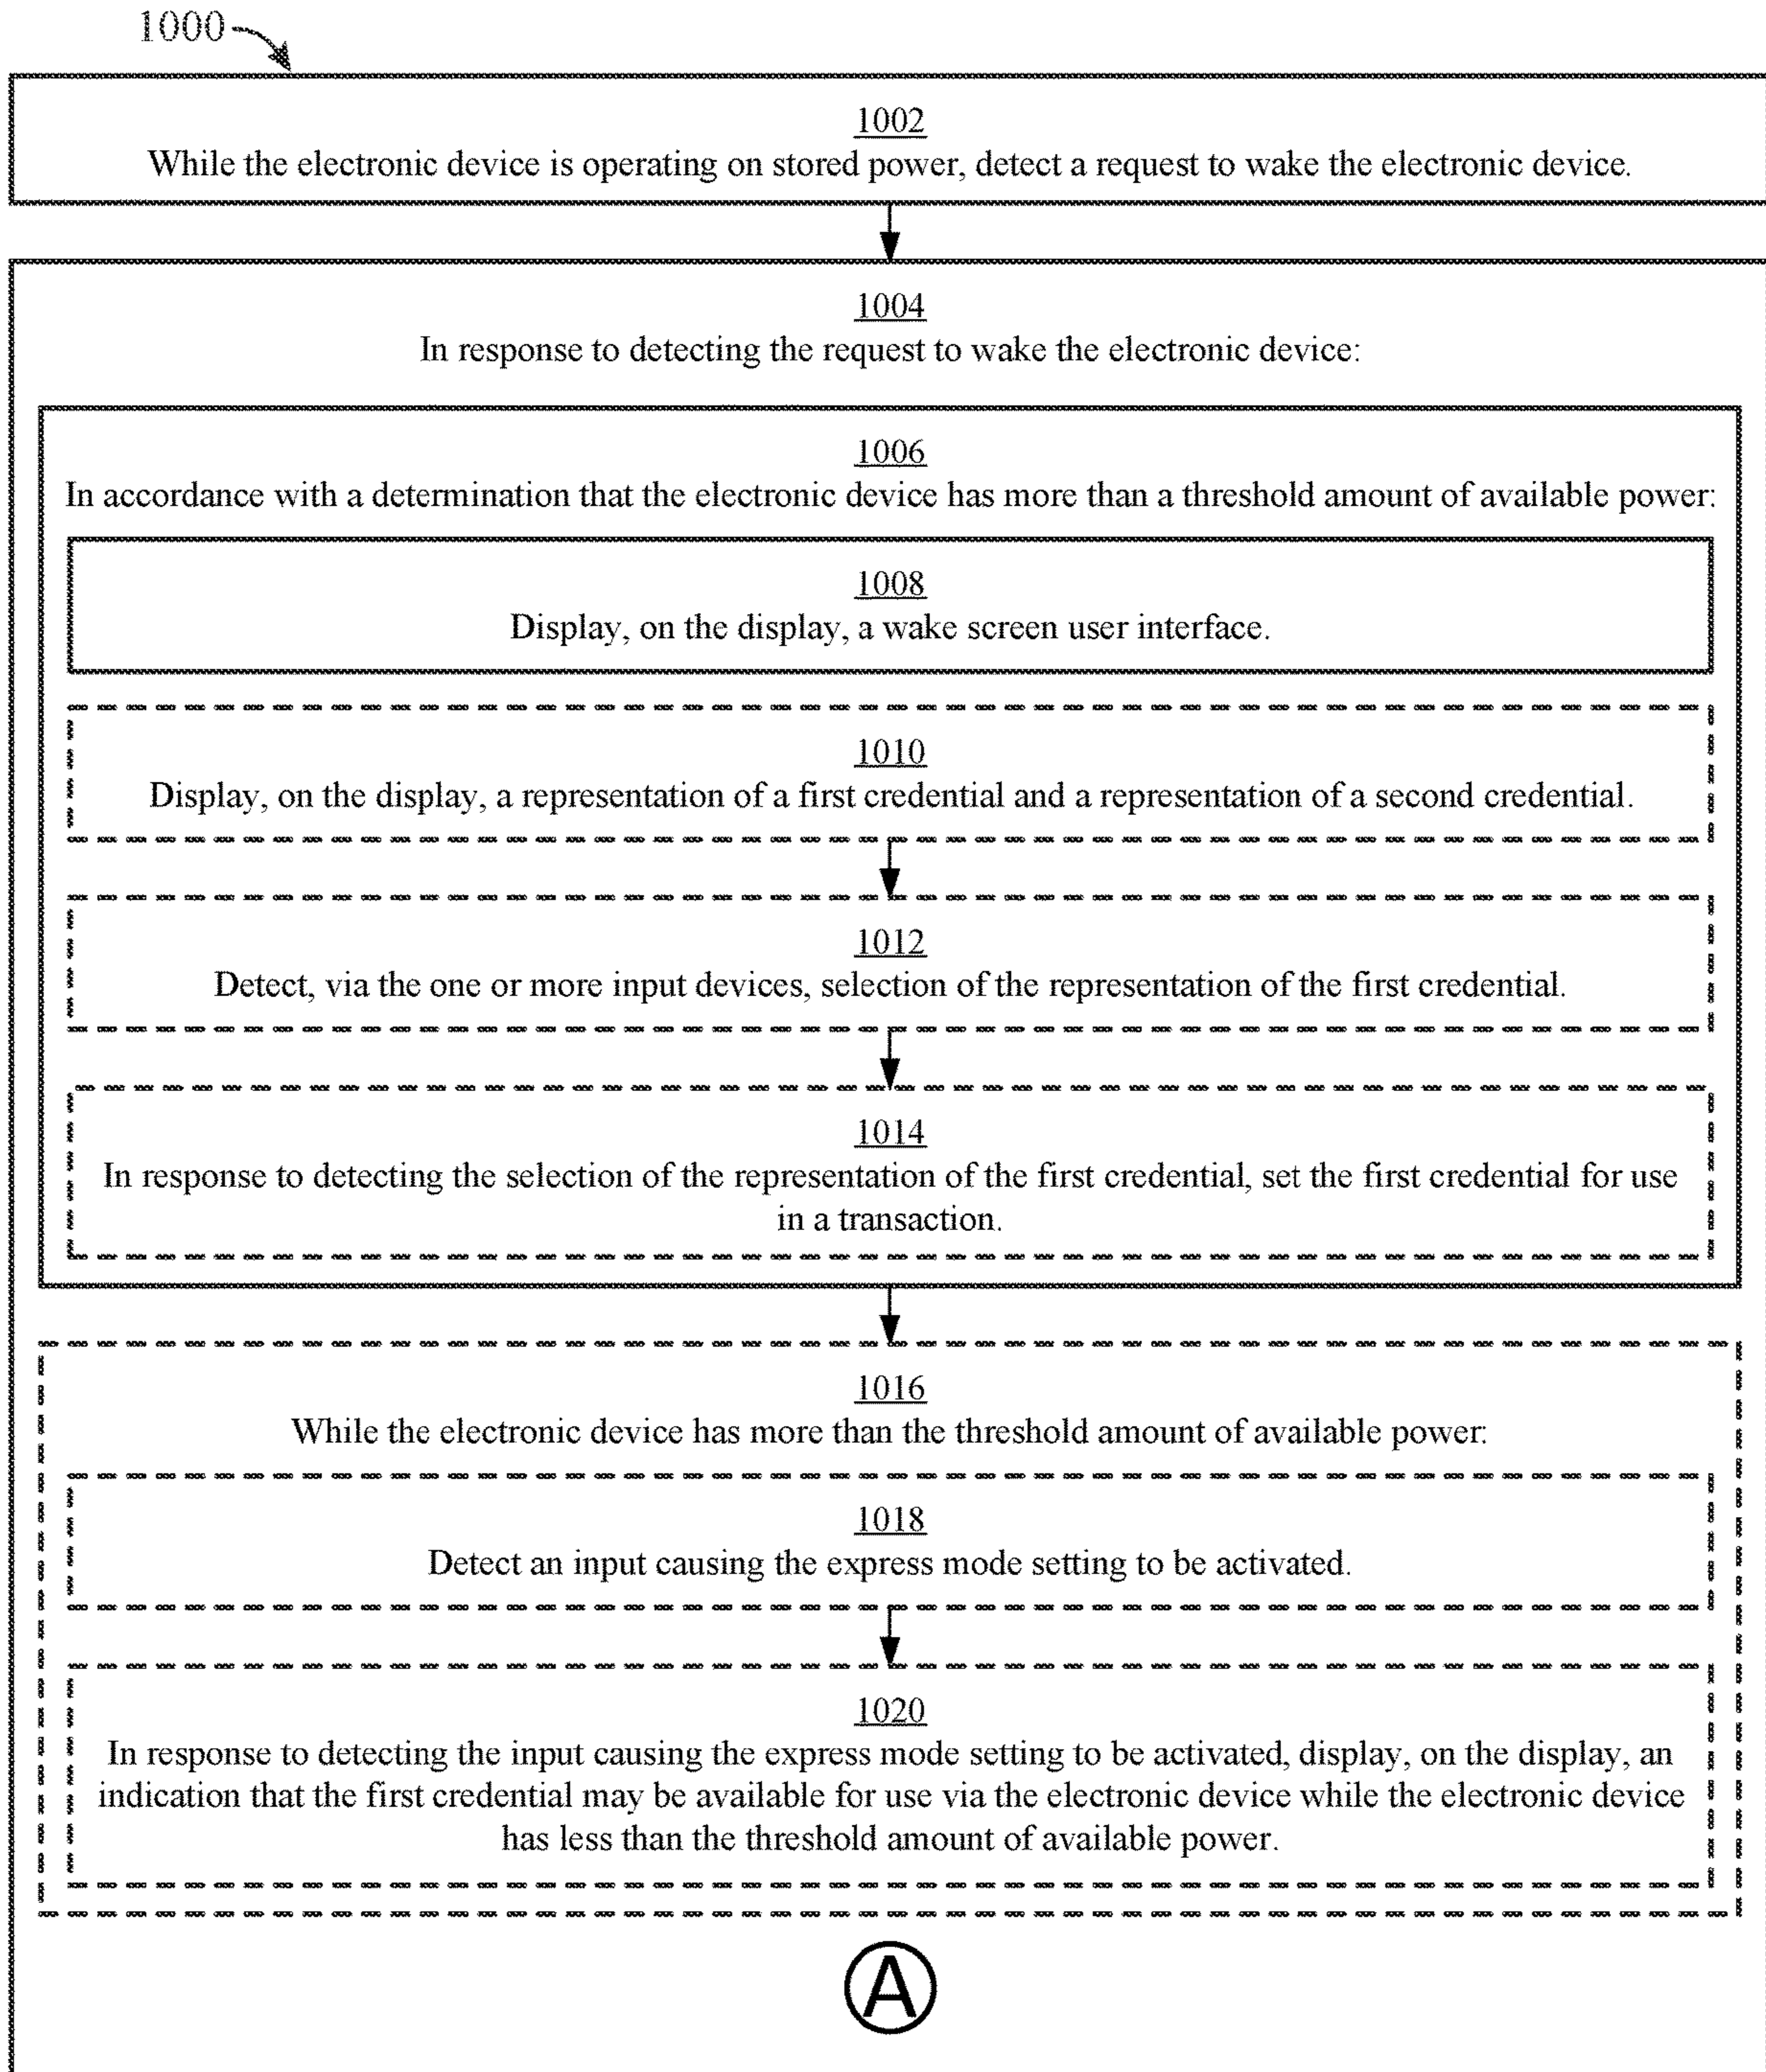 1000
1002
While the electronic device is operating on stored power, detect a request to wake the electronic device.
1004
In response to detecting the request to wake the electronic device:
1006
In accordance with a determination that the electronic device has more than a threshold amount of available power:
1008
Display, on the display, a wake screen user interface.
1010
Display, on the display, a representation of a first credential and a representation of a second credential.
1012
Detect, via the one or more input devices, selection of the representation of the first credential.
1014
In response to detecting the selection of the representation of the first credential, set the first credential for use
in a transaction.
1016
While the electronic device has more than the threshold amount of available power:
1018
Detect an input causing the express mode setting to be activated.
1020
In response to detecting the input causing the express mode setting to be activated, display, on the display, an
indication that the first credential may be available for use via the electronic device while the electronic device
has less than the threshold amount of available power.
A